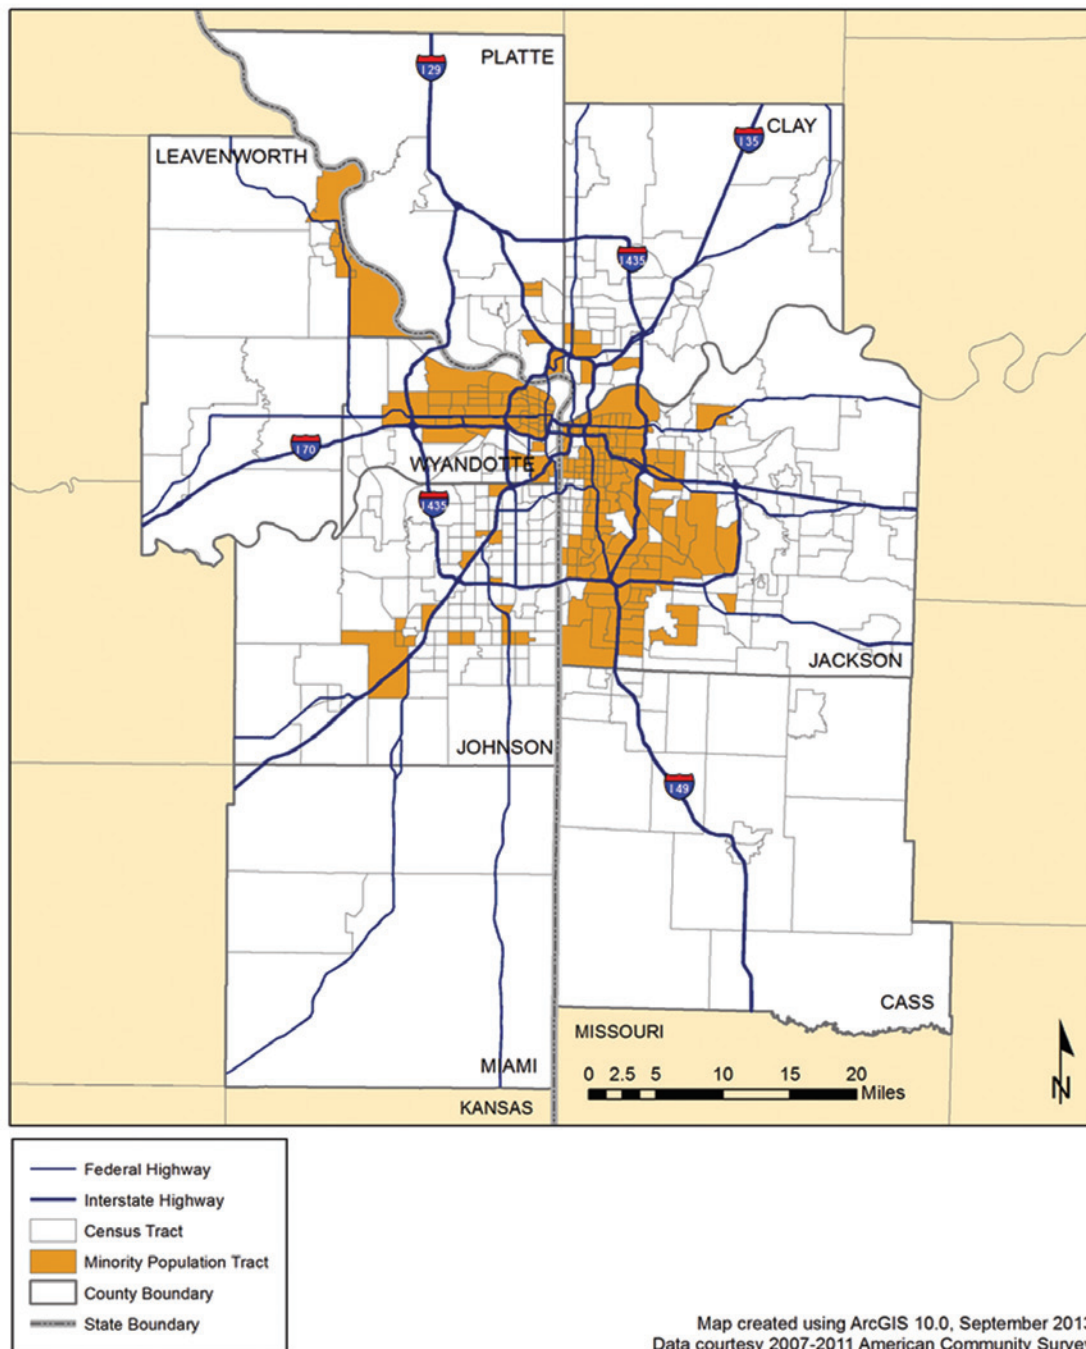 PLATTE
I 29
CLAY
I 35
LEAVENWORTH
I 435
I 70
WYANDOTTE
I 435
JACKSON
JOHNSON
I 49
CASS
MISSOURI
MIAMI
KANSAS
0 2.5 5 10 15 20
Miles
N
Federal Highway
Interstate Highway
Census Tract
Minority Population Tract
County Boundary
State Boundary
Map created using ArcGIS 10.0, September 2013
Data courtesy 2007-2011 American Community Survey